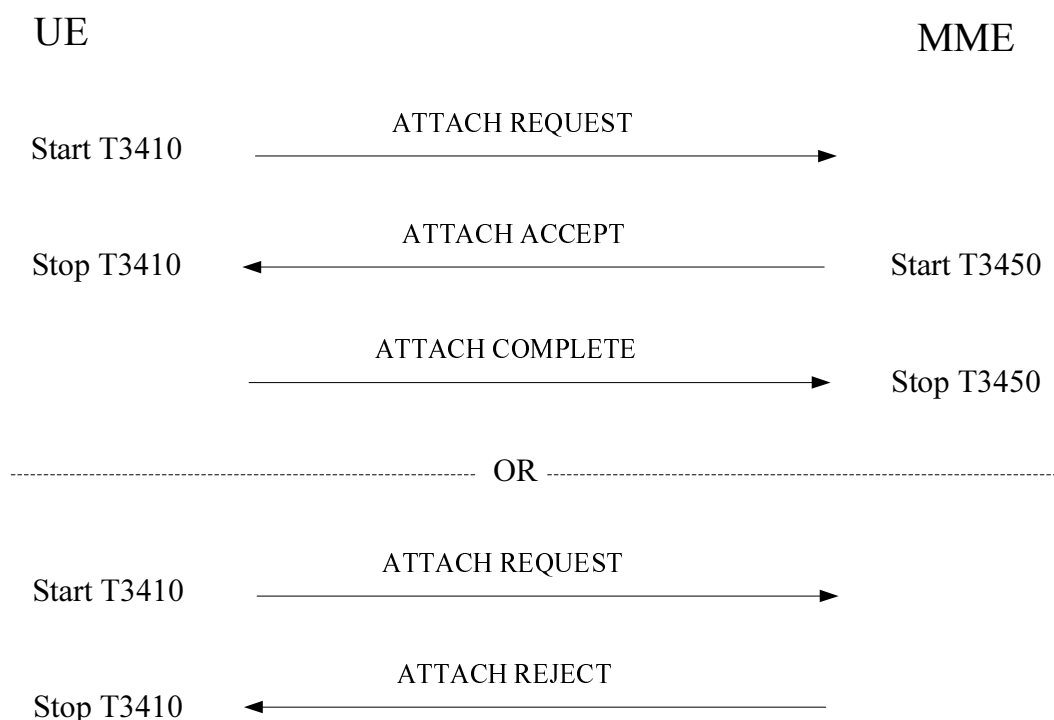 UE
MME
ATTACH REQUEST
Start T3410
ATTACH ACCEPT
Stop T3410
Start T3450
ATTACH COMPLETE
Stop T3450
OR
ATTACH REQUEST
Start T3410
ATTACH REJECT
Stop T3410